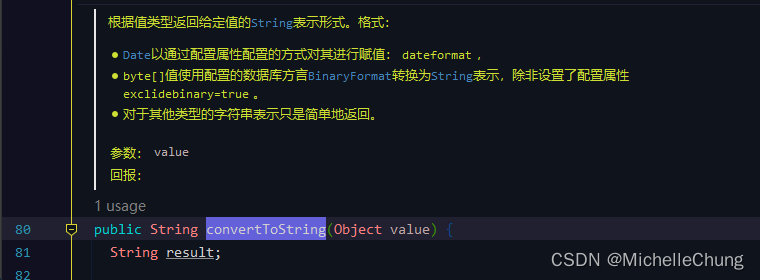 根据值类型返回给定值的String表示形式。格式：
●Date以通过配置属性配置的方式对其进行赋值： dateformat ，
●byte[]值使用配置的数据库方言BinaryFormat转换为String表示，除非设置了配置属性
exclidebinary=true 。
●对于其他类型的字符串表示只是简单地返回。
参数： value
回报：
1 usage
80 public String convertToString(Object value) {
81 String result;
82
CSDN @MichelleChung